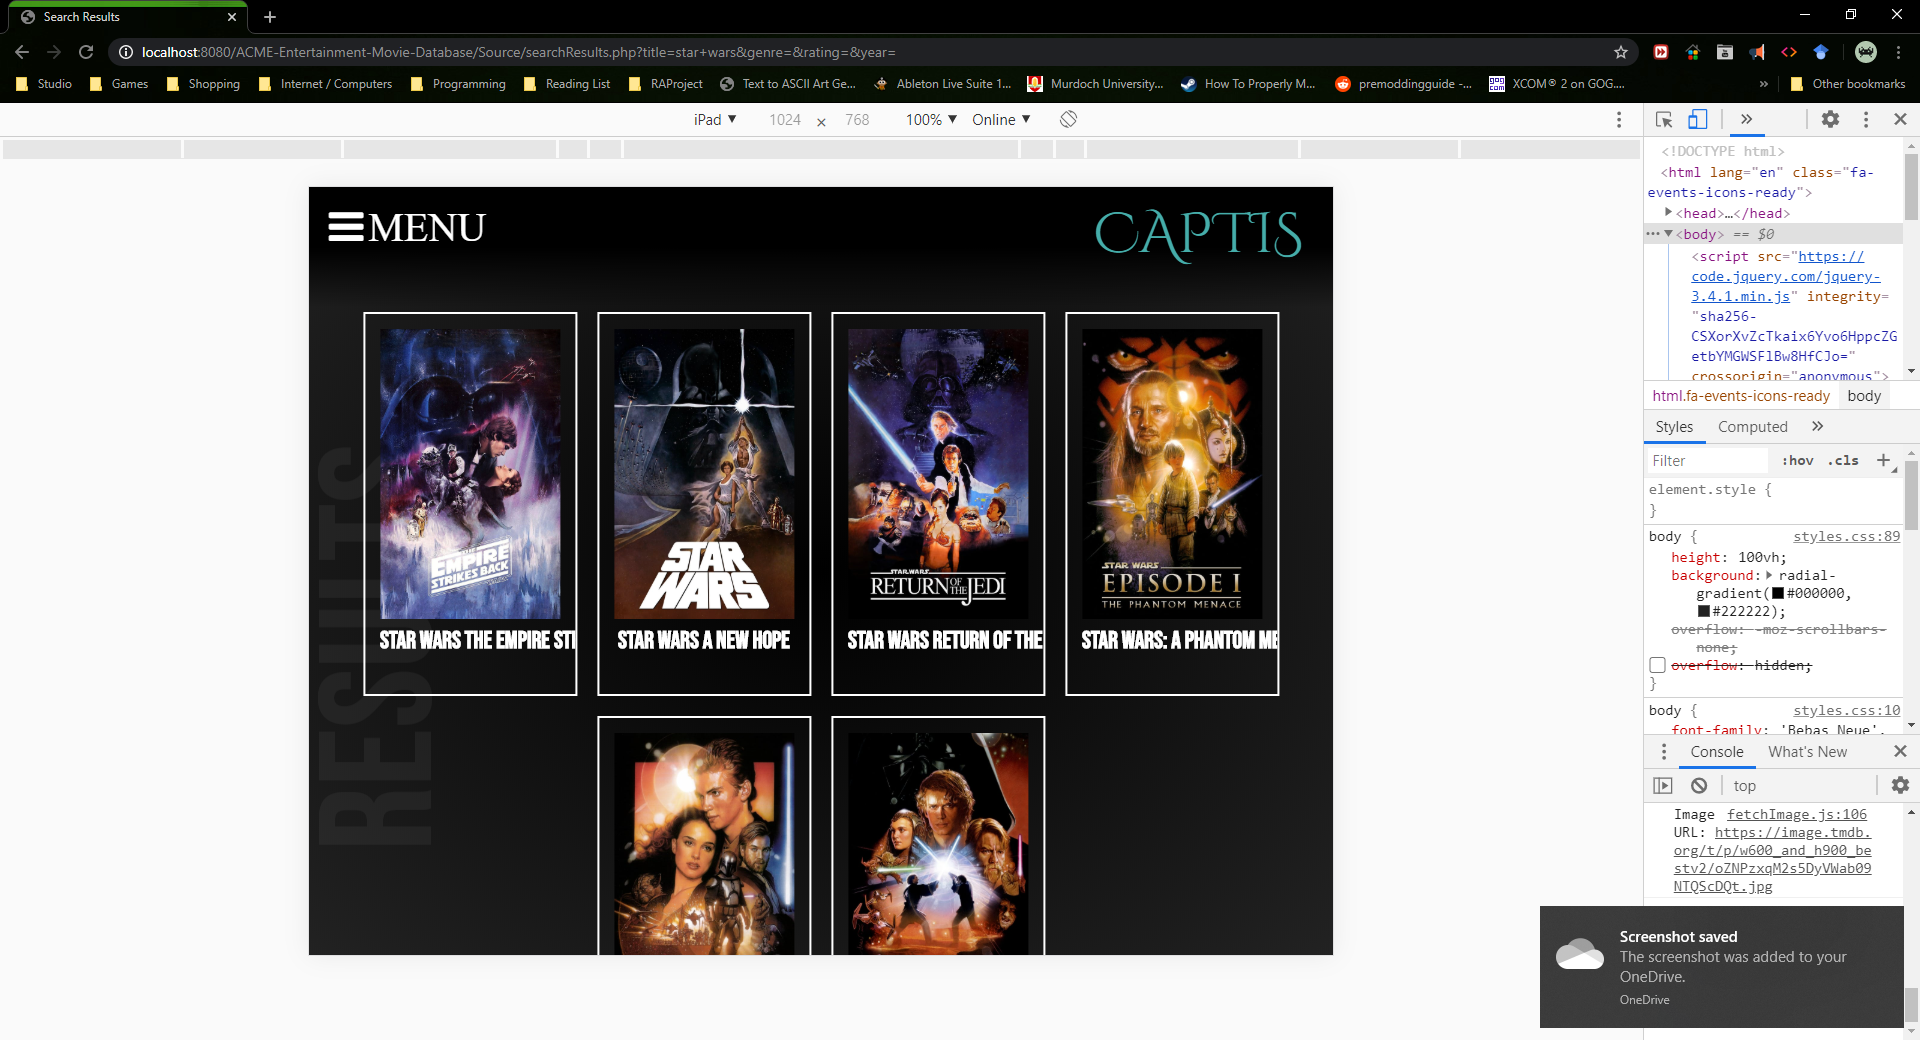 Search Results
localhost:8080/ACME-Entertainment-Movie-Database/Source/searchResults.php?title=star+wars&genre=&rating=&year=
Studio Games Shopping Internet / Computers Programming Reading List RAProject Text to ASCII Art Ge... Ableton Live Suite 1... Murdoch University,... How To Properly M... premoddingguide -... XCOM® 2 on GOG.... » Other bookmarks
iPad ▼ 1024 × 768 100% ▼ Online ▼
MENU
CAPTIS
RESULTS
THE EMPIRE STRIKES BACK
STAR WARS
STAR WARS RETURN OF THE JEDI
STAR WARS EPISODE I THE PHANTOM MENACE
STAR WARS THE EMPIRE STI
STAR WARS A NEW HOPE
STAR WARS RETURN OF THE
STAR WARS: A PHANTOM ME
<!DOCTYPE html>
<html lang="en" class="fa-
events-icons-ready">
<head>…</head>
<body> == $0
<script src="https://
code.jquery.com/jquery-
3.4.1.min.js" integrity=
"sha256-
CSXorXvZcTkaix6Yvo6HppcZG
etbYMGWSFlBw8HfCJo="
crossorigin="anonymous">
html.fa-events-icons-ready body
Styles Computed »
Filter :hov .cls +
element.style {
}
body { styles.css:89
height: 100vh;
background: radial-
gradient(#000000,
#222222);
overflow: -moz-scrollbars-
none;
overflow: hidden;
}
body { styles.css:10
font-family: 'Bebas Neue',
Console What's New
top
Image fetchImage.js:106
URL: https://image.tmdb.
org/t/p/w600_and_h900_be
stv2/oZNPzxqM2s5DyVWab09
NTQScDQt.jpg
Screenshot saved
The screenshot was added to your
OneDrive.
OneDrive